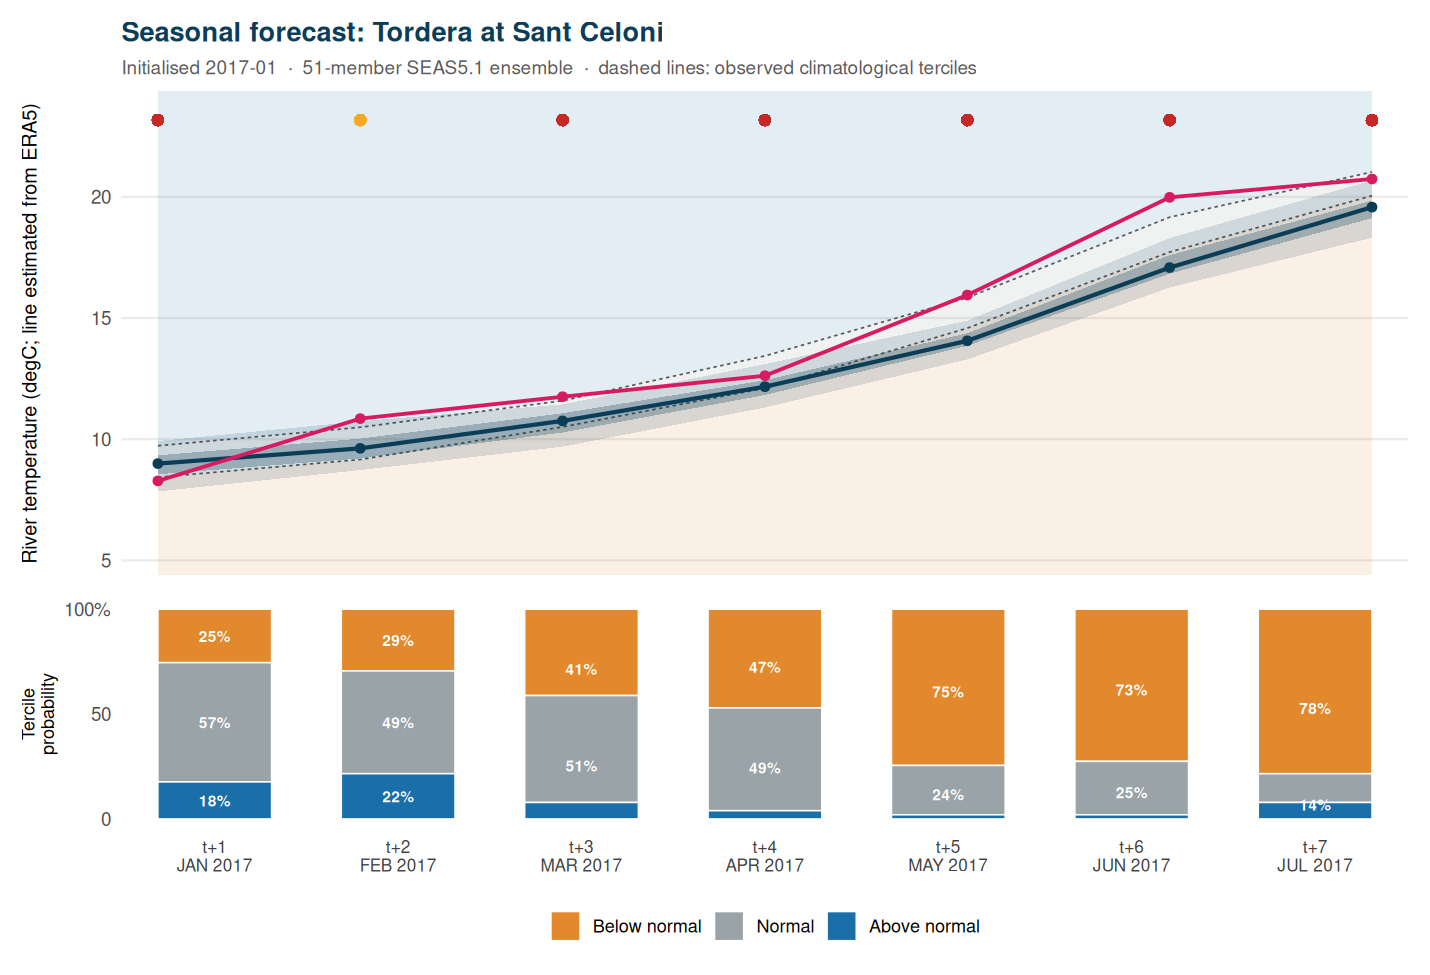 Seasonal forecast: Tordera at Sant Celoni
Initialised 2017-01 · 51-member SEAS5.1 ensemble · dashed lines: observed climatological terciles
River temperature (degC; line estimated from ERA5)
20
15
10
5
Tercile
probability
100%
50
0
25% 29% 41% 47% 75% 73% 78%
57% 49% 51% 49% 24% 25% 14%
18% 22%
t+1 t+2 t+3 t+4 t+5 t+6 t+7
JAN 2017 FEB 2017 MAR 2017 APR 2017 MAY 2017 JUN 2017 JUL 2017
Below normal Normal Above normal